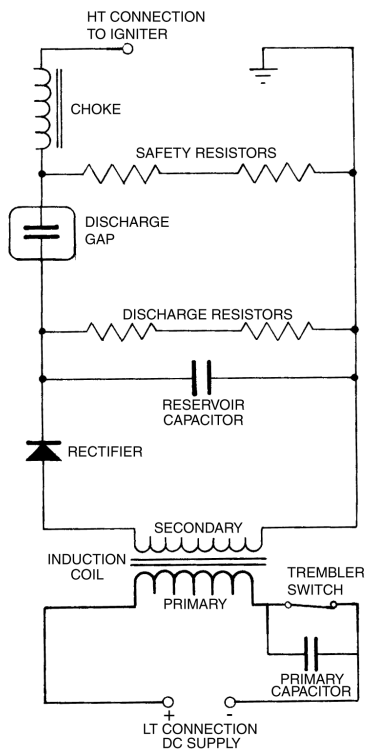 HT CONNECTION
TO IGNITER
CHOKE
SAFETY RESISTORS
DISCHARGE
GAP
DISCHARGE RESISTORS
RESERVOIR
CAPACITOR
RECTIFIER
SECONDARY
INDUCTION
COIL
TREMBLER
SWITCH
PRIMARY
PRIMARY
CAPACITOR
+ -
LT CONNECTION
DC SUPPLY